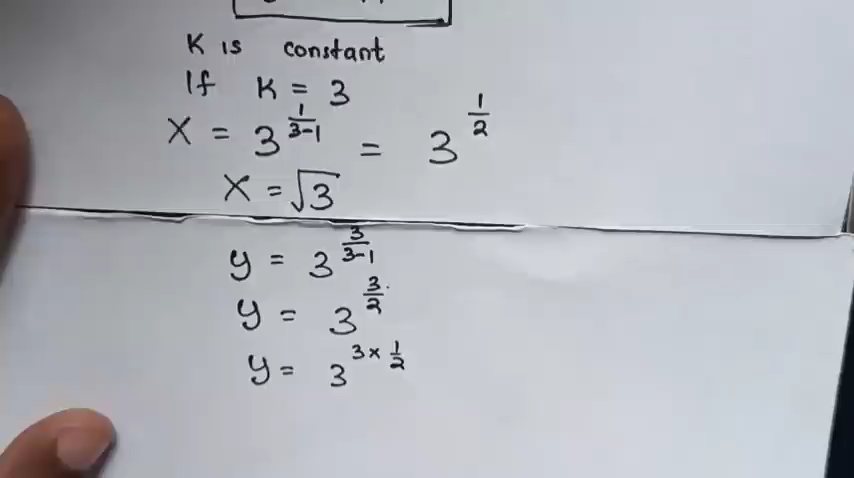 K is constant
If K = 3
x = 3^(1/(3-1)) = 3^(1/2)
x = √3
y = 3^(3/(3-1))
y = 3^(3/2)
y = 3^(3 x 1/2)